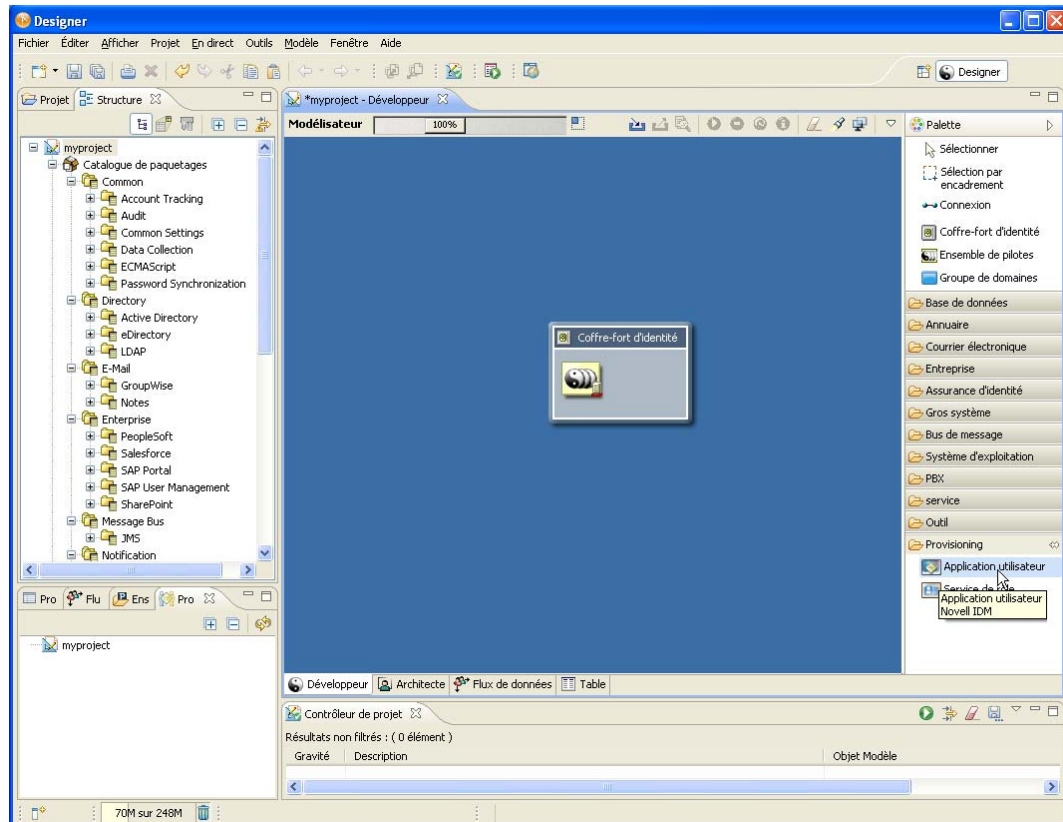 Designer
Fichier Éditer Afficher Projet En direct Outils Modèle Fenêtre Aide
Designer
Projet Structure
*myproject - Développeur
Modélisateur 100%
myproject
Catalogue de paquetages
Common
Account Tracking
Audit
Common Settings
Data Collection
ECMAScript
Password Synchronization
Directory
Active Directory
eDirectory
LDAP
E-Mail
GroupWise
Notes
Enterprise
PeopleSoft
Salesforce
SAP Portal
SAP User Management
SharePoint
Message Bus
JMS
Notification
Coffre-fort d'identité
Palette
Sélectionner
Sélection par
encadrement
Connexion
Coffre-fort d'identité
Ensemble de pilotes
Groupe de domaines
Base de données
Annuaire
Courrier électronique
Entreprise
Assurance d'identité
Gros système
Bus de message
Système d'exploitation
PBX
service
Outil
Provisioning
Application utilisateur
Service de rôle
Application utilisateur
Novell IDM
Pro Flu Ens Pro
myproject
Développeur Architecte Flux de données Table
Contrôleur de projet
Résultats non filtrés : ( 0 élément )
Gravité Description Objet Modèle
70M sur 248M